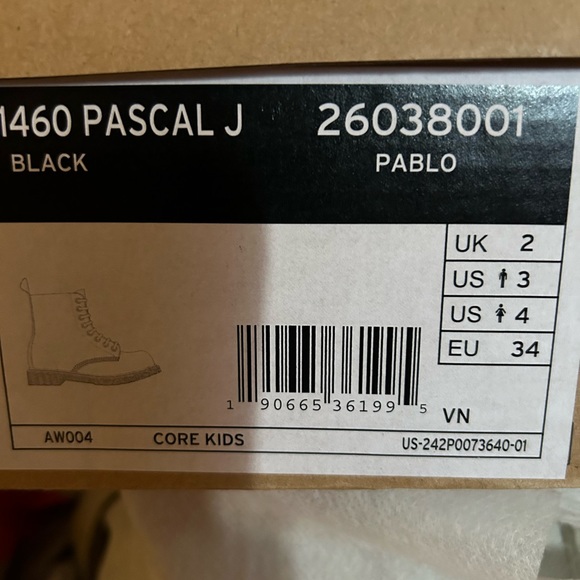 1460 PASCAL J 26038001
BLACK PABLO
UK 2
US 3
US 4
EU 34
1 90665 36199 5
VN
AW004 CORE KIDS US-242P0073640-01